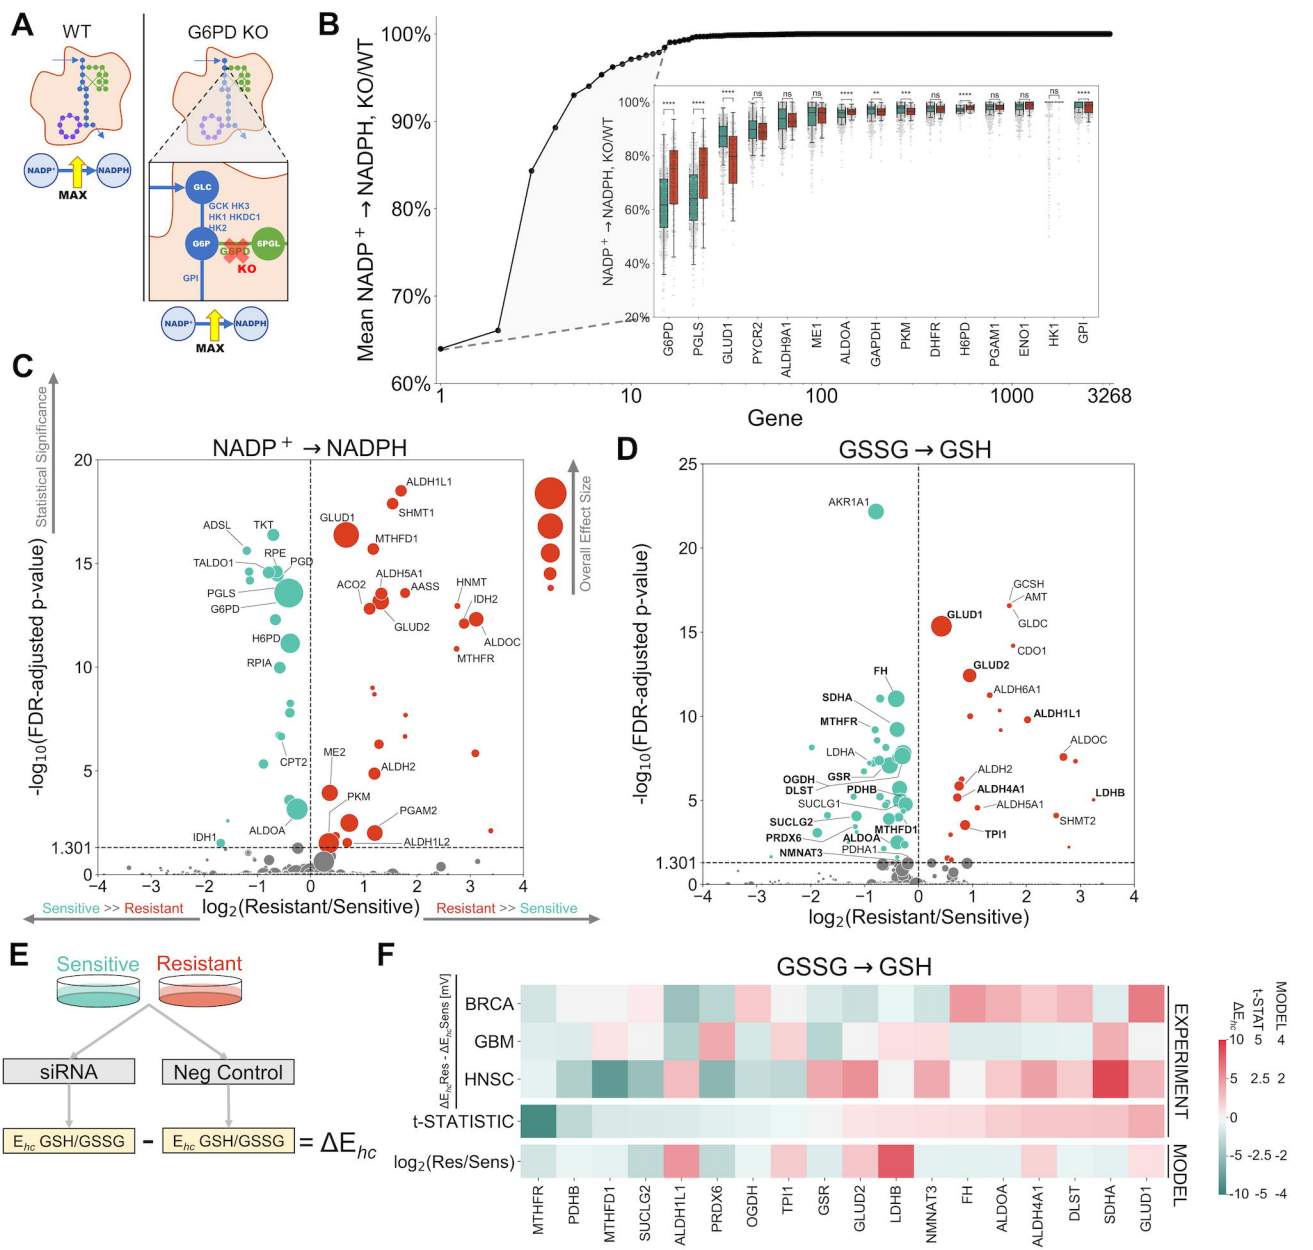 A
WT
G6PD KO
NADP+
NADPH
MAX
GLC
GCK HK3
HK1 HKDC1
HK2
G6P
G6PD
6PGL
KO
GPI
NADP+
NADPH
MAX
B
Mean NADP+ → NADPH, KO/WT
100%
90%
80%
70%
60%
1
10
100
1000
3268
Gene
NADP+ → NADPH, KO/WT
100%
80%
60%
40%
20%
**** **** **** ns ns ns **** ** *** ns **** ns ns ns ****
G6PD
PGLS
GLUD1
PYCR2
ALDH9A1
ME1
ALDOA
GAPDH
PKM
DHFR
H6PD
PGAM1
ENO1
HK1
GPI
C
Statistical Significance
NADP+ → NADPH
-log10(FDR-adjusted p-value)
20
15
10
5
1.301
0
−4 −3 −2 −1 0 1 2 3 4
ALDH1L1
SHMT1
GLUD1
MTHFD1
ADSL
TKT
RPE
PGD
TALDO1
PGLS
G6PD
ACO2
ALDH5A1
AASS
HNMT
IDH2
GLUD2
ALDOC
MTHFR
H6PD
RPIA
CPT2
ME2
ALDH2
PKM
PGAM2
ALDOA
IDH1
ALDH1L2
Overall Effect Size
Sensitive >> Resistant
log2(Resistant/Sensitive)
Resistant >> Sensitive
D
GSSG → GSH
-log10(FDR-adjusted p-value)
25
20
15
10
5
1.301
0
−4 −3 −2 −1 0 1 2 3 4
log2(Resistant/Sensitive)
AKR1A1
GCSH
AMT
GLDC
GLUD1
CDO1
GLUD2
FH
SDHA
ALDH6A1
MTHFR
ALDH1L1
LDHA
ALDOC
GSR
OGDH
DLST
PDHB
ALDH2
ALDH4A1
LDHB
SUCLG1
ALDH5A1
SUCLG2
SHMT2
MTHFD1
PRDX6
ALDOA
TPI1
PDHA1
NMNAT3
E
Sensitive
Resistant
siRNA
Neg Control
Ehc GSH/GSSG
-
Ehc GSH/GSSG
= ΔEhc
F
GSSG → GSH
ΔEhcRes - ΔEhcSens [mV]
BRCA
GBM
HNSC
t-STATISTIC
log2(Res/Sens)
EXPERIMENT
MODEL
MTHFR
PDHB
MTHFD1
SUCLG2
ALDH1L1
PRDX6
OGDH
TPI1
GSR
GLUD2
LDHB
NMNAT3
FH
ALDOA
ALDH4A1
DLST
SDHA
GLUD1
ΔEhc
t-STAT
MODEL
10 5 4
5 2.5 2
0
-5 -2.5 -2
-10 -5 -4